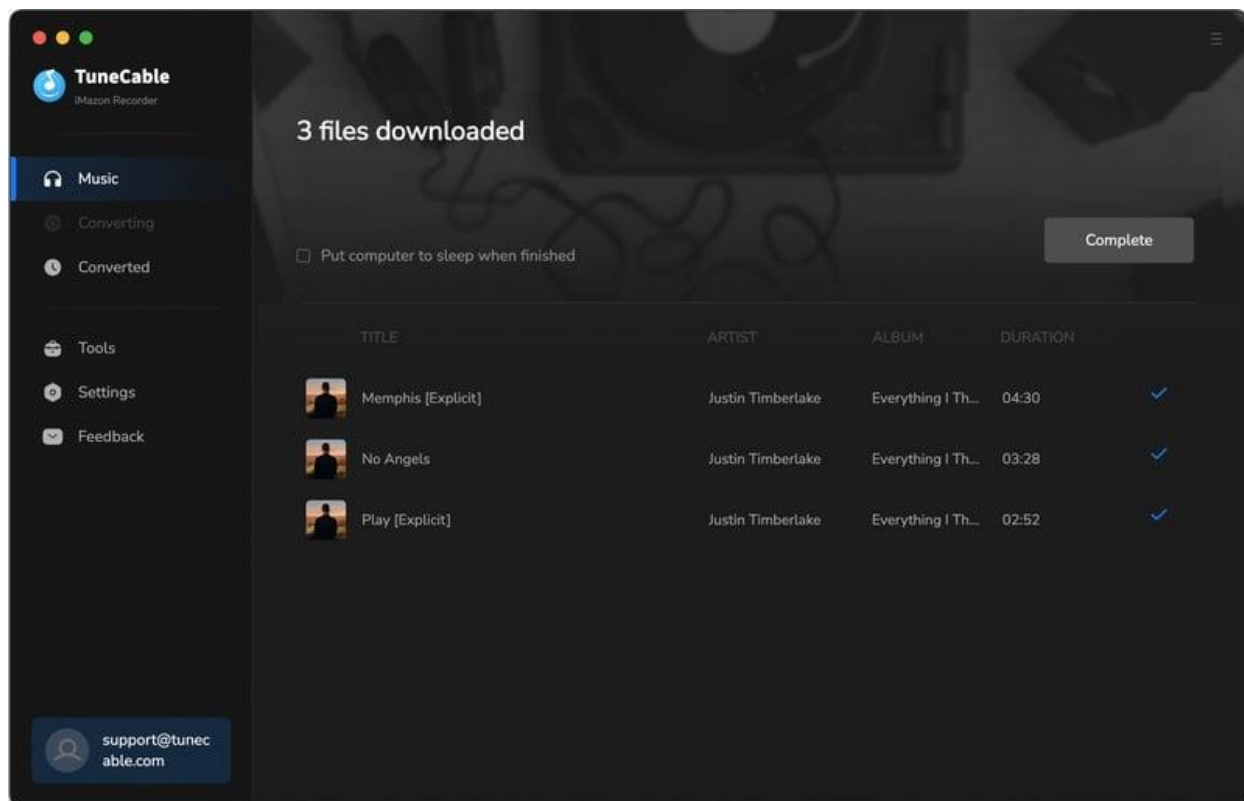 TuneCable
iMazon Recorder
Music
Converting
Converted
Tools
Settings
Feedback
support@tunec
able.com
3 files downloaded
Put computer to sleep when finished
Complete
TITLE ARTIST ALBUM DURATION
Memphis [Explicit] Justin Timberlake Everything I Th... 04:30
No Angels Justin Timberlake Everything I Th... 03:28
Play [Explicit] Justin Timberlake Everything I Th... 02:52